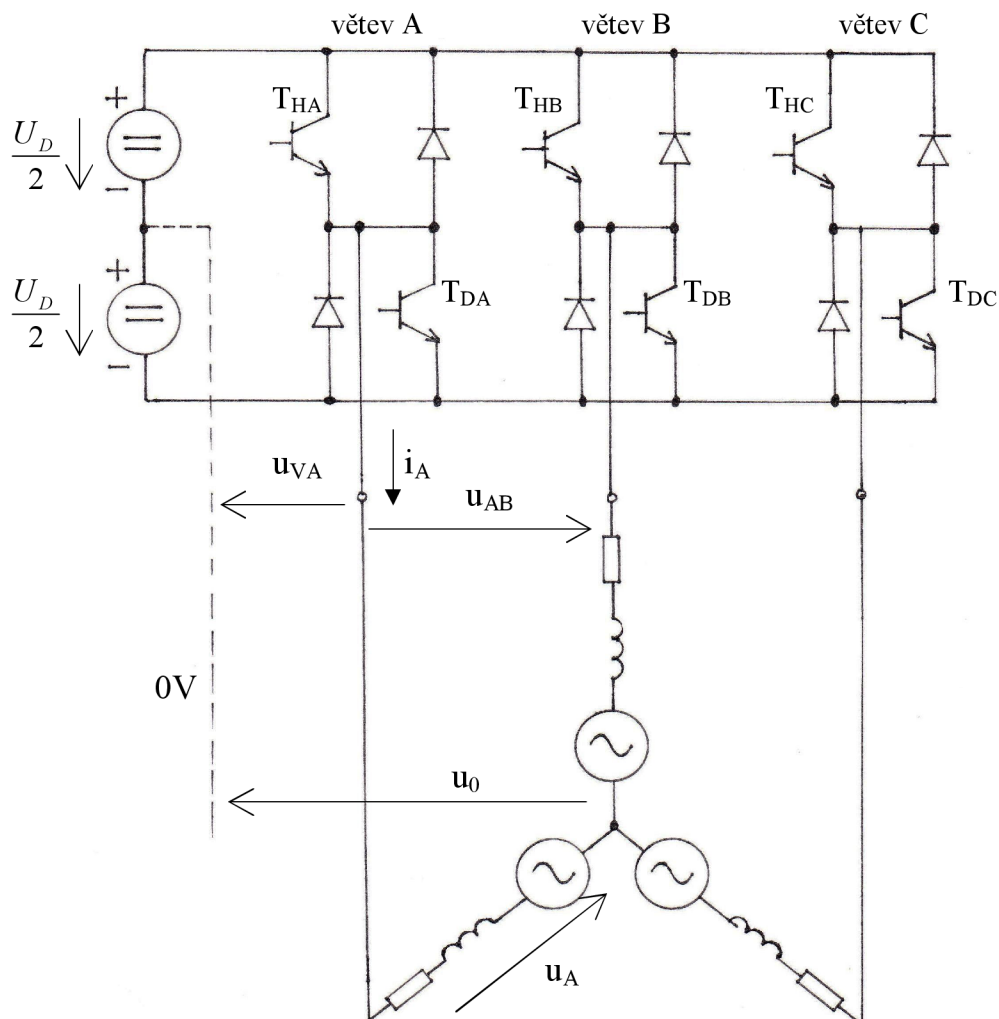 větev A
větev B
větev C
T_HA
T_HB
T_HC
+
U_D
2
−
+
U_D
2
−
T_DA
T_DB
T_DC
u_VA
i_A
u_AB
0V
u_0
u_A